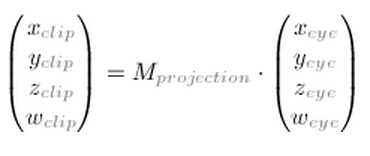 x_clip x_eye
y_clip y_eye
= M_projection ·
z_clip z_eye
w_clip w_eye